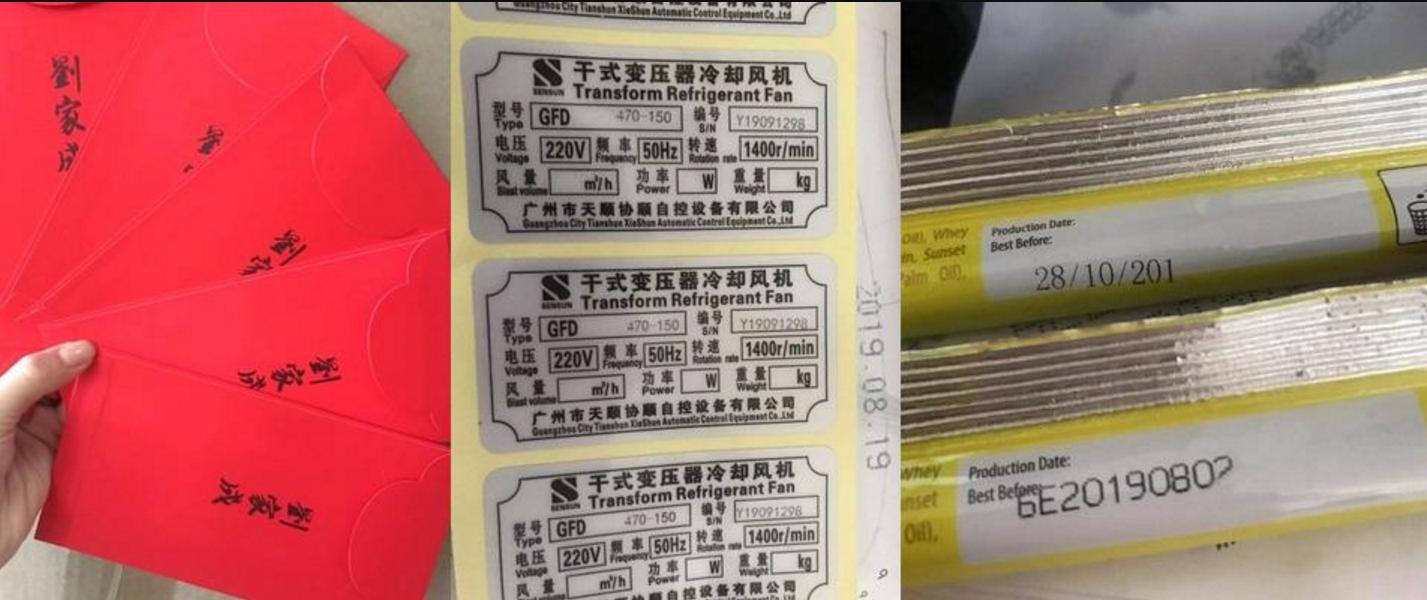 劉家成
劉
劉家
劉家成
劉家成
Guangzhou City Tianshun XieShun Automatic Control Equipment Co.,Ltd
SENSUN
干式变压器冷却风机
Transform Refrigerant Fan
型号 GFD 470-150 编号 Y19091298
Type S/N
电压 220V 频率 50Hz 转速 1400r/min
Voltage Frequency Rotation rate
风量 m³/h 功率 W 重量 kg
Blast volume Power Weight
广州市天顺协顺自控设备有限公司
Guangzhou City Tianshun XieShun Automatic Control Equipment Co.,Ltd
SENSUN
干式变压器冷却风机
Transform Refrigerant Fan
型号 GFD 470-150 编号 Y19091298
Type S/N
电压 220V 频率 50Hz 转速 1400r/min
Voltage Frequency Rotation rate
风量 m³/h 功率 W 重量 kg
Blast volume Power Weight
广州市天顺协顺自控设备有限公司
Guangzhou City Tianshun XieShun Automatic Control Equipment Co.,Ltd
SENSUN
干式变压器冷却风机
Transform Refrigerant Fan
型号 GFD 470-150 编号 Y19091298
Type S/N
电压 220V 频率 50Hz 转速 1400r/min
Voltage Frequency Rotation rate
风量 m³/h 功率 W 重量 kg
Blast volume Power Weight
2019.08.19
Oil), Whey
Sunset
Palm Oil),
Production Date:
Best Before:
28/10/201
Whey
Oil),
Production Date:
Best Before:
6E20190802